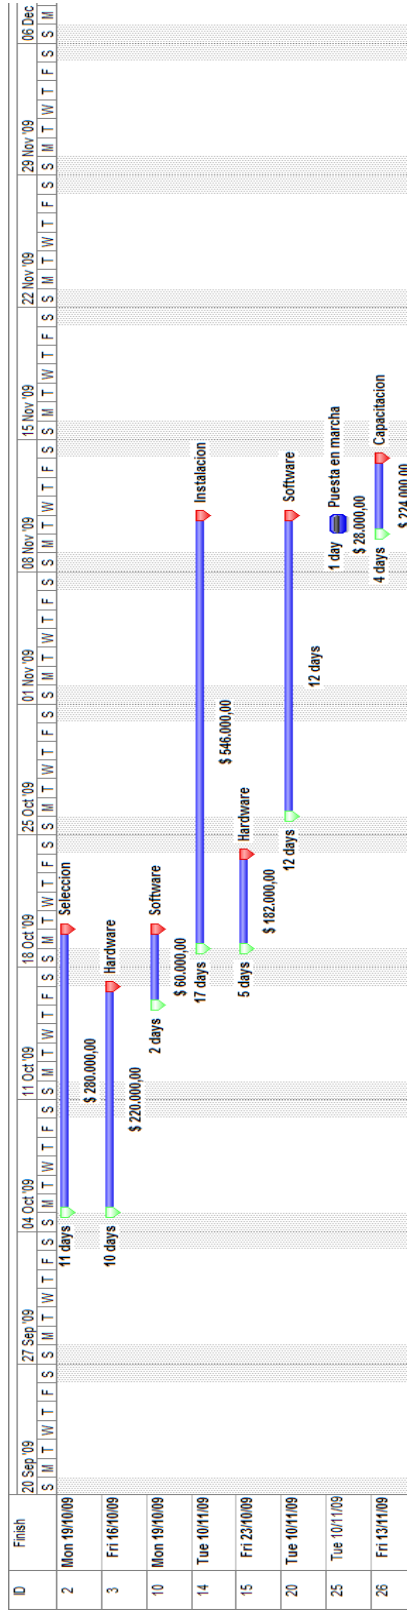 ID Finish 20 Sep '09 27 Sep '09 04 Oct '09 11 Oct '09 18 Oct '09 25 Oct '09 01 Nov '09 08 Nov '09 15 Nov '09 22 Nov '09 29 Nov '09 06 Dec
S M T W T F S S M T W T F S S M T W T F S S M T W T F S S M T W T F S S M T W T F S S M T W T F S S M T W T F S S M T W T F S S M T W T F S S M T W T F S S M
2 Mon 19/10/09 11 days Seleccion
$ 280.000,00
3 Fri 16/10/09 10 days Hardware
$ 220.000,00
10 Mon 19/10/09 2 days Software
$ 60.000,00
14 Tue 10/11/09 17 days Instalacion
$ 546.000,00
15 Fri 23/10/09 5 days Hardware
$ 182.000,00
20 Tue 10/11/09 12 days Software
12 days
25 Tue 10/11/09 1 day Puesta en marcha
$ 28.000,00
26 Fri 13/11/09 4 days Capacitacion
$ 224.000,00